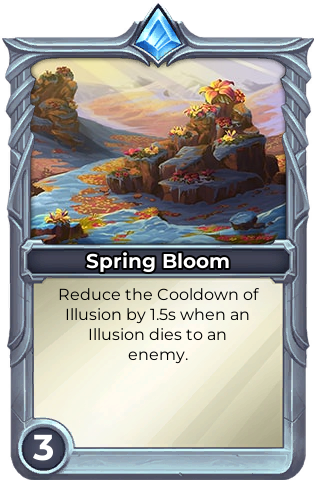 Spring Bloom
Reduce the Cooldown of
Illusion by 1.5s when an
Illusion dies to an
enemy.
3